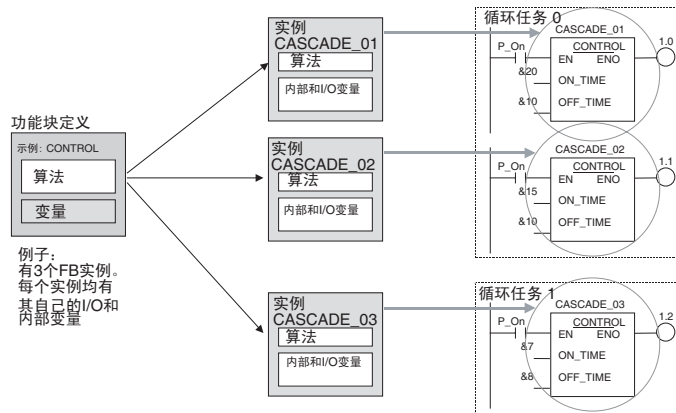 功能块定义
示例：CONTROL
算法
变量
例子：
有3个FB实例。
每个实例均有
其自己的I/O和
内部变量
实例
CASCADE_01
算法
内部和I/O变量
实例
CASCADE_02
算法
内部和I/O变量
实例
CASCADE_03
算法
内部和I/O变量
循环任务 0
CASCADE_01
P_On
CONTROL
EN ENO
1.0
&20
ON_TIME
&10
OFF_TIME
CASCADE_02
P_On
CONTROL
EN ENO
1.1
&15
ON_TIME
&10
OFF_TIME
循环任务 1
CASCADE_03
P_On
CONTROL
EN ENO
1.2
&7
ON_TIME
&8
OFF_TIME